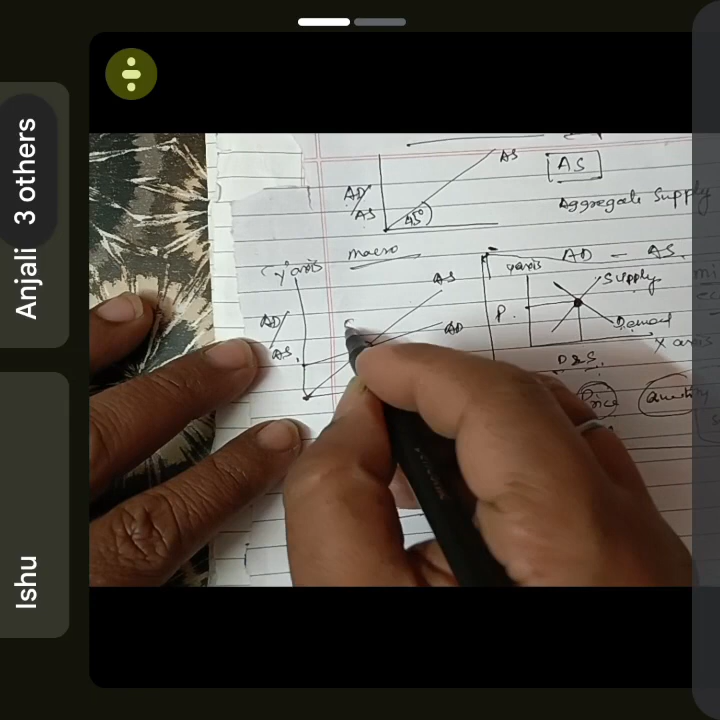 Anjali 3 others
Ishu
AS
AS
AD
AS
45°
Aggregate Supply
macro
AD - AS.
Y axis
yaxis
AS
Supply
AD
AD
AS
P.
Demand
X axis
D&S.
Price
Quantity